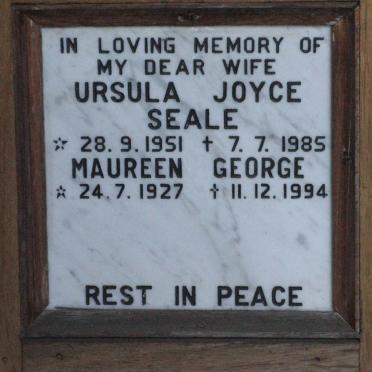 IN LOVING MEMORY OF
MY DEAR WIFE
URSULA JOYCE
SEALE
☆ 28.9.1951 ✝ 7.7.1985
MAUREEN GEORGE
☆ 24.7.1927 ✝ 11.12.1994
REST IN PEACE